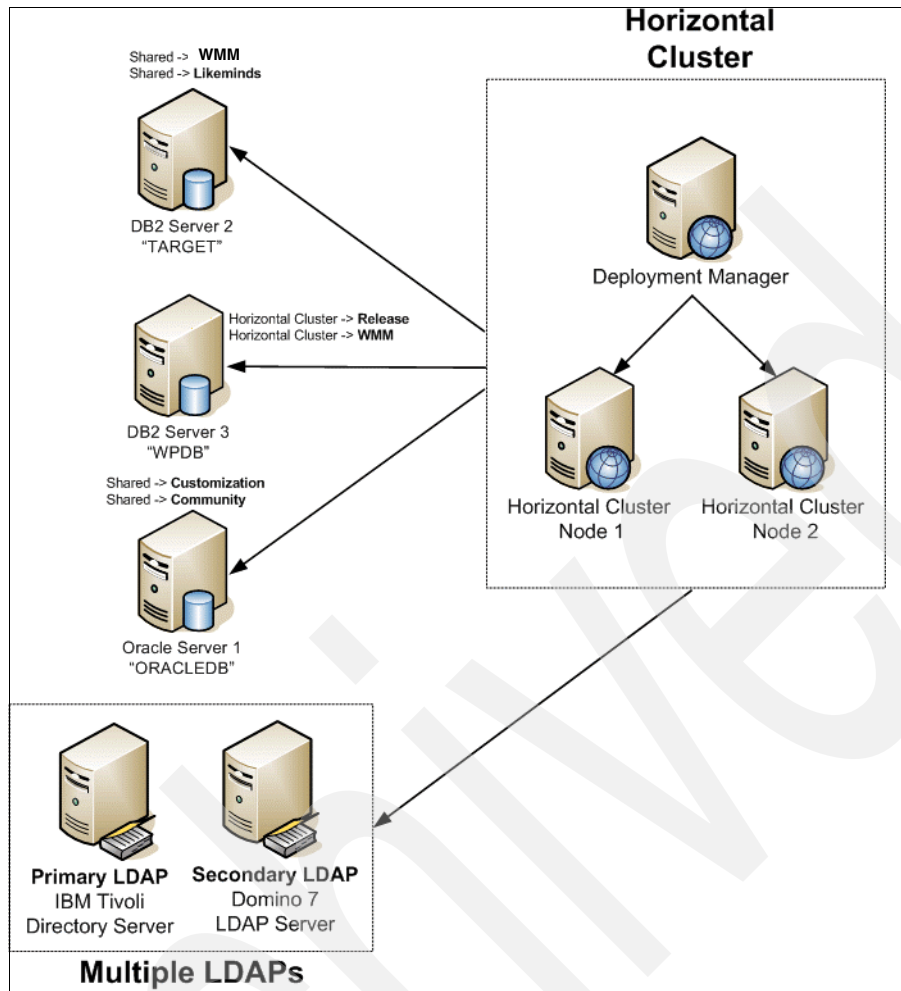 Horizontal
Cluster
Shared -> WMM
Shared -> Likeminds
DB2 Server 2
“TARGET”
Deployment Manager
Horizontal Cluster -> Release
Horizontal Cluster -> WMM
DB2 Server 3
“WPDB”
Horizontal Cluster
Node 1
Horizontal Cluster
Node 2
Shared -> Customization
Shared -> Community
Oracle Server 1
“ORACLEDB”
Primary LDAP
IBM Tivoli
Directory Server
Secondary LDAP
Domino 7
LDAP Server
Multiple LDAPs